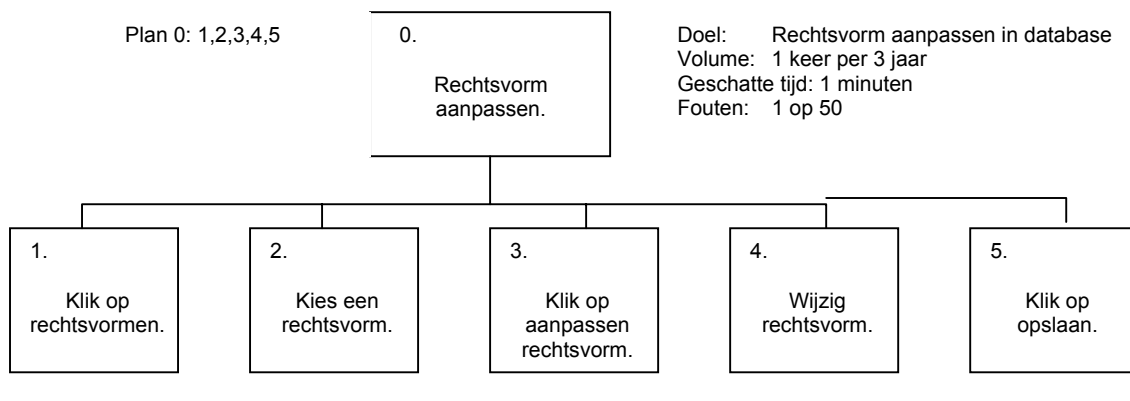 Plan 0: 1,2,3,4,5
0.
Rechtsvorm
aanpassen.
Doel: Rechtsvorm aanpassen in database
Volume: 1 keer per 3 jaar
Geschatte tijd: 1 minuten
Fouten: 1 op 50
1.
Klik op
rechtsvormen.
2.
Kies een
rechtsvorm.
3.
Klik op
aanpassen
rechtsvorm.
4.
Wijzig
rechtsvorm.
5.
Klik op
opslaan.